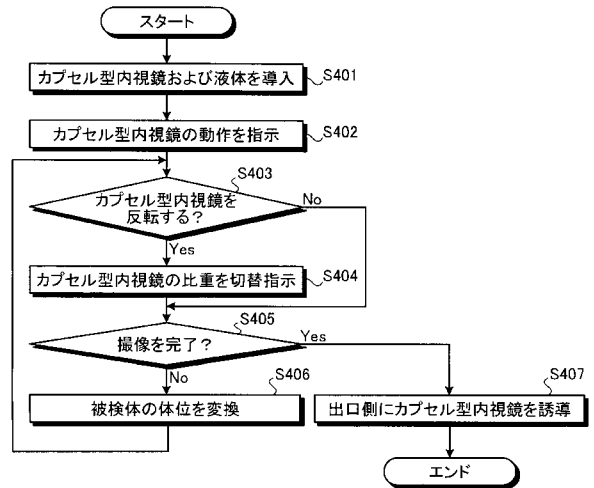 スタート
カプセル型内視鏡および液体を導入
S401
カプセル型内視鏡の動作を指示
S402
S403
カプセル型内視鏡を
反転する?
No
Yes
カプセル型内視鏡の比重を切替指示
S404
S405
撮像を完了?
Yes
No
S406
被検体の体位を変換
S407
出口側にカプセル型内視鏡を誘導
エンド